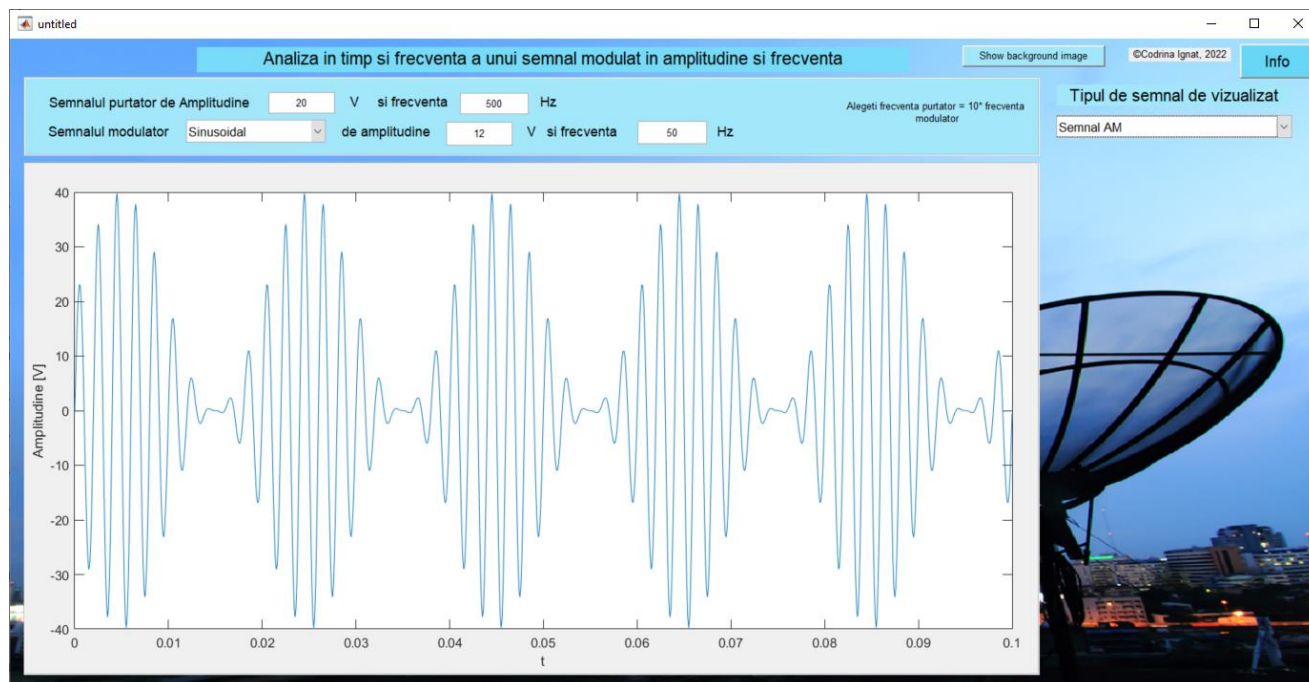 untitled
Analiza in timp si frecventa a unui semnal modulat in amplitudine si frecventa
Show background image
©Codrina Ignat, 2022
Info
Semnalul purtator de Amplitudine 20 V si frecventa 500 Hz
Alegeti frecventa purtator = 10* frecventa
modulator
Semnalul modulator Sinusoidal de amplitudine 12 V si frecventa 50 Hz
Tipul de semnal de vizualizat
Semnal AM
Amplitudine [V]
40
30
20
10
0
-10
-20
-30
-40
0 0.01 0.02 0.03 0.04 0.05 0.06 0.07 0.08 0.09 0.1
t